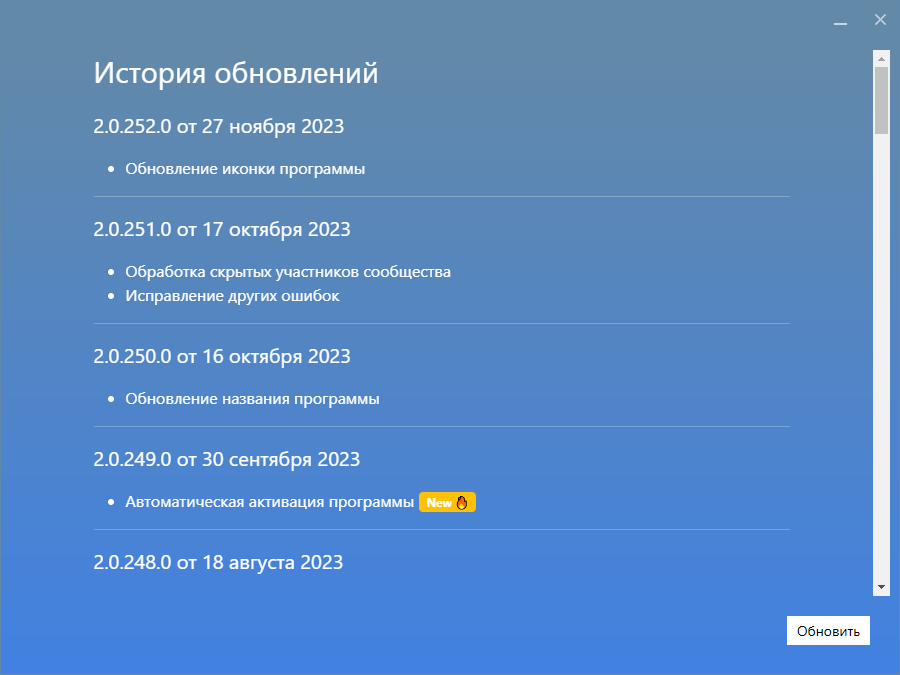 История обновлений
2.0.252.0 от 27 ноября 2023
Обновление иконки программы
2.0.251.0 от 17 октября 2023
Обработка скрытых участников сообщества
Исправление других ошибок
2.0.250.0 от 16 октября 2023
Обновление названия программы
2.0.249.0 от 30 сентября 2023
Автоматическая активация программы New
2.0.248.0 от 18 августа 2023
Обновить